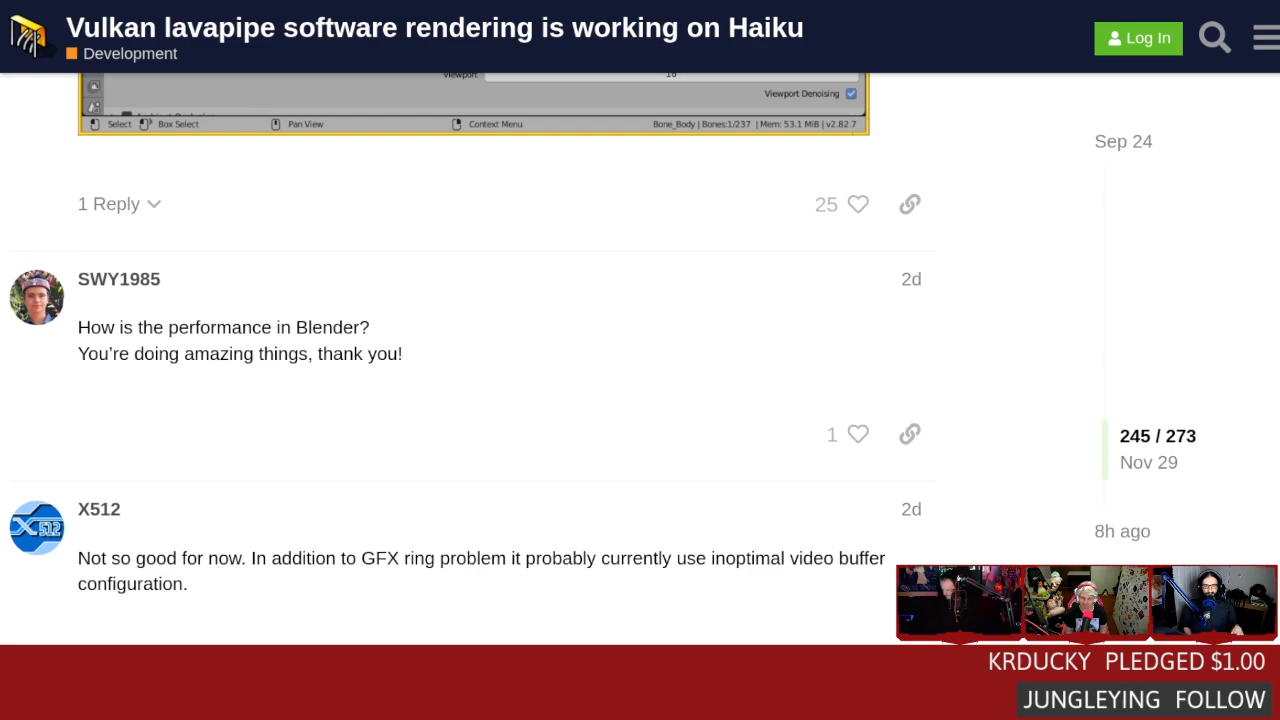 Vulkan lavapipe software rendering is working on Haiku
Development
Log In
Viewport
16
Viewport Denoising
Select
Box Select
Pan View
Context Menu
Bone_Body | Bones:1/237 | Mem: 53.1 MiB | v2.82.7
Sep 24
1 Reply
25
SWY1985
2d
How is the performance in Blender?
You're doing amazing things, thank you!
1
245 / 273
Nov 29
X512
2d
8h ago
Not so good for now. In addition to GFX ring problem it probably currently use inoptimal video buffer
configuration.
KRDUCKY PLEDGED $1.00
JUNGLEYING FOLLOW